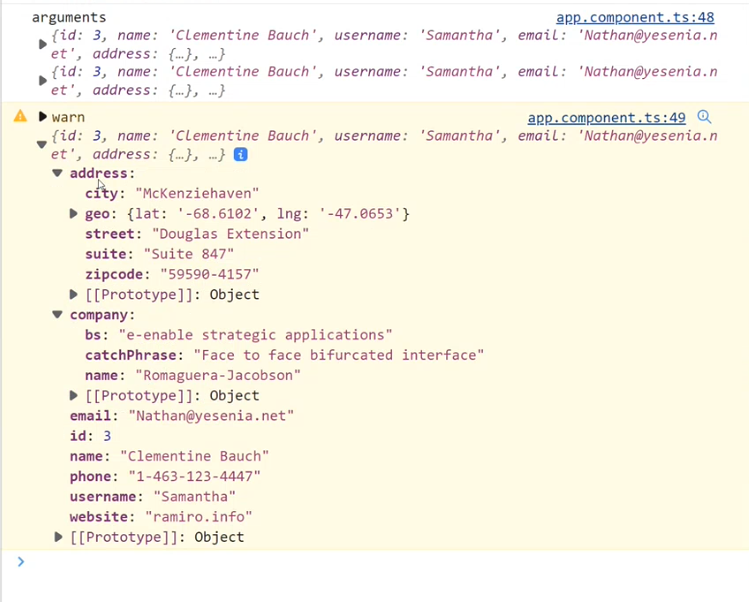 arguments app.component.ts:48
{id: 3, name: 'Clementine Bauch', username: 'Samantha', email: 'Nathan@yesenia.n
et', address: {…}, …}
{id: 3, name: 'Clementine Bauch', username: 'Samantha', email: 'Nathan@yesenia.n
et', address: {…}, …}
warn app.component.ts:49
{id: 3, name: 'Clementine Bauch', username: 'Samantha', email: 'Nathan@yesenia.n
et', address: {…}, …} i
address:
city: "McKenziehaven"
geo: {lat: '-68.6102', lng: '-47.0653'}
street: "Douglas Extension"
suite: "Suite 847"
zipcode: "59590-4157"
[[Prototype]]: Object
company:
bs: "e-enable strategic applications"
catchPhrase: "Face to face bifurcated interface"
name: "Romaguera-Jacobson"
[[Prototype]]: Object
email: "Nathan@yesenia.net"
id: 3
name: "Clementine Bauch"
phone: "1-463-123-4447"
username: "Samantha"
website: "ramiro.info"
[[Prototype]]: Object